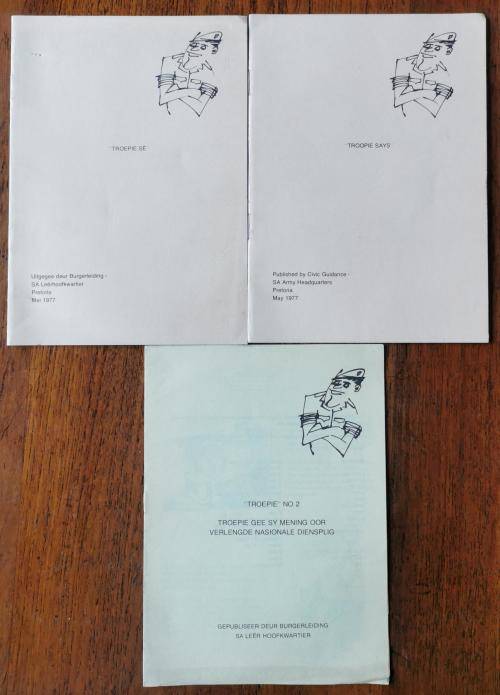 "TROEPIE SÊ
Uitgegee deur Burgerleiding -
SA Leërhoofkwartier
Pretoria
Mei 1977
"TROOPIE SAYS
Published by Civic Guidance -
SA Army Headquarters
Pretoria
May 1977
"TROEPIE" NO 2
TROEPIE GEE SY MENING OOR
VERLENGDE NASIONALE DIENSPLIG
GEPUBLISEER DEUR BURGERLEIDING
SA LEËR HOOFKWARTIER